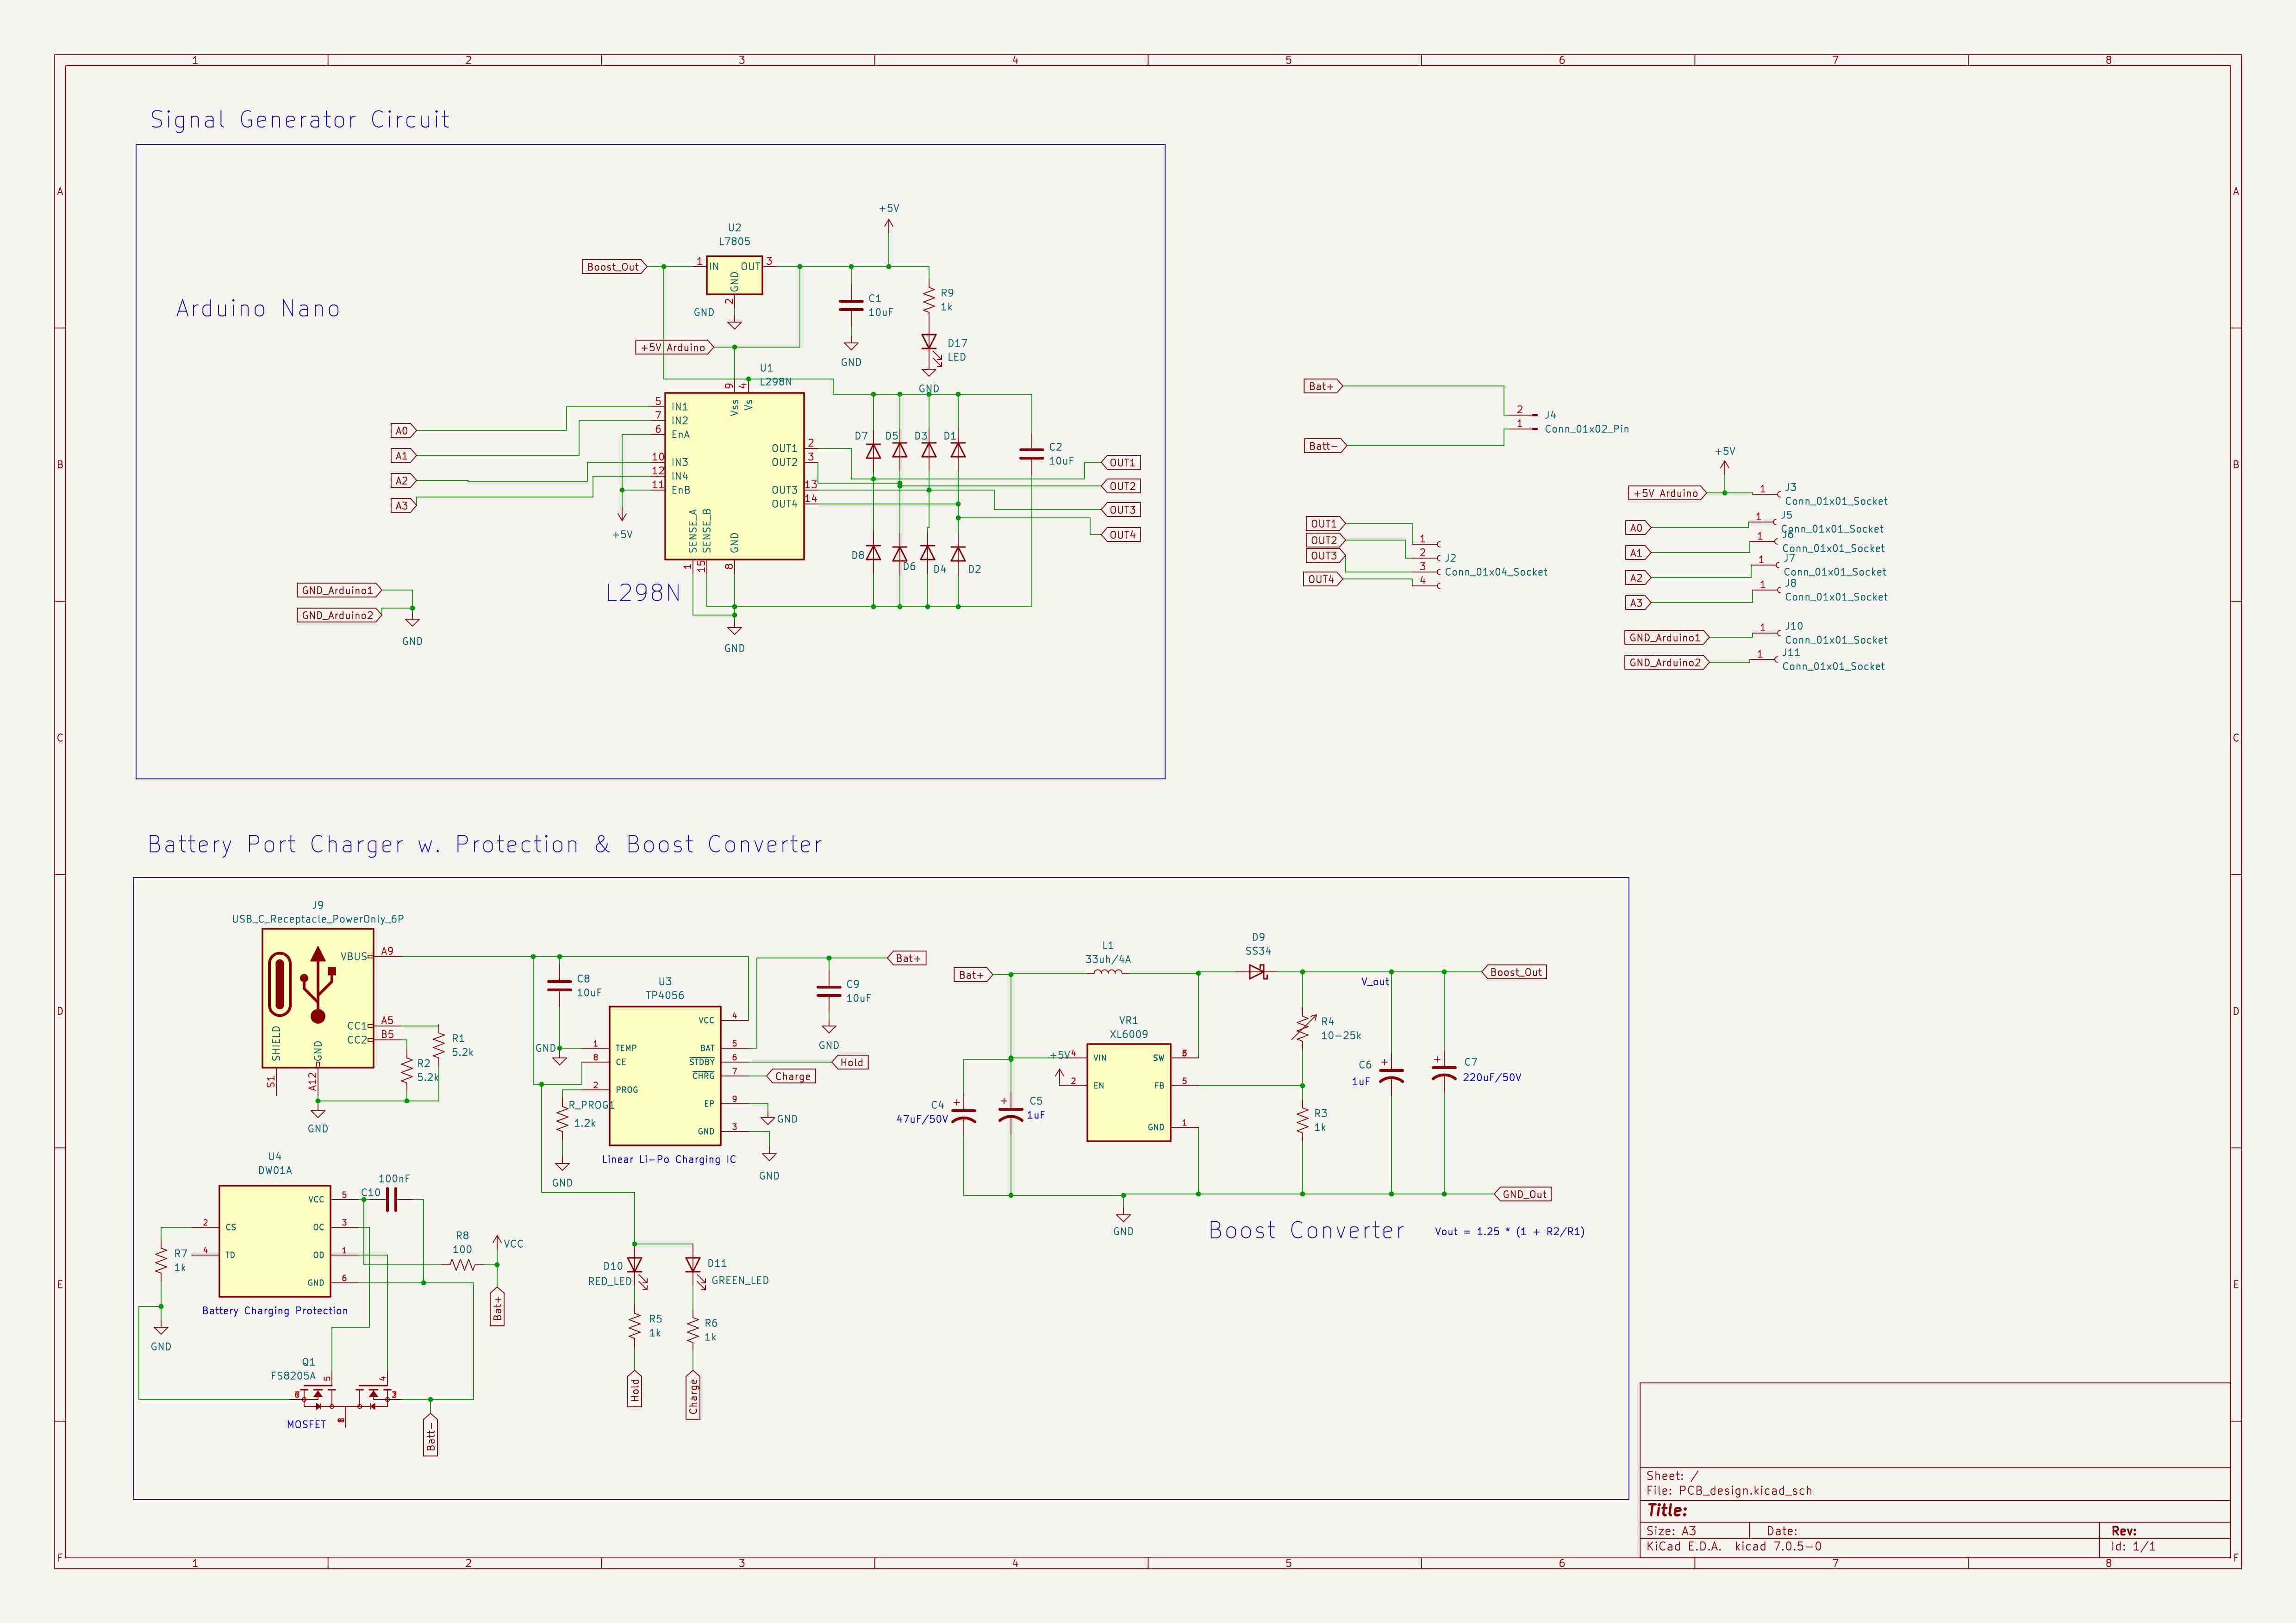 1 2 3 4 5 6 7 8
A
B
C
D
E
F
A
B
C
D
E
F
Signal Generator Circuit
Arduino Nano
+5V
U2
L7805
Boost_Out
1 IN OUT 3
GND
2
GND
C1
10uF
GND
R9
1k
D17
LED
GND
+5V Arduino
U1
L298N
9 4
Vss Vs
5 IN1
7 IN2
6 EnA
10 IN3
12 IN4
11 EnB
OUT1 2
OUT2 3
OUT3 13
OUT4 14
SENSE_A
SENSE_B
GND
1 15 8
A0
A1
A2
A3
+5V
D7 D5 D3 D1
C2
10uF
OUT1
OUT2
OUT3
OUT4
D8 D6 D4 D2
L298N
GND
GND_Arduino1
GND_Arduino2
GND
Bat+
Batt-
2
1
J4
Conn_01x02_Pin
OUT1
OUT2
OUT3
OUT4
1
2
3
4
J2
Conn_01x04_Socket
+5V
+5V Arduino
1 J3
Conn_01x01_Socket
A0
1 J5
Conn_01x01_Socket
A1
1 J6
Conn_01x01_Socket
A2
1 J7
Conn_01x01_Socket
A3
1 J8
Conn_01x01_Socket
GND_Arduino1
1 J10
Conn_01x01_Socket
GND_Arduino2
1 J11
Conn_01x01_Socket
Battery Port Charger w. Protection & Boost Converter
J9
USB_C_Receptacle_PowerOnly_6P
VBUS A9
CC1 A5
CC2 B5
SHIELD
GND
S1
A12
R1
5.2k
R2
5.2k
GND
C8
10uF
GND
U3
TP4056
1 TEMP
8 CE
2 PROG
VCC 4
BAT 5
STDBY 6
CHRG 7
EP 9
GND 3
R_PROG1
1.2k
GND
Linear Li-Po Charging IC
Bat+
C9
10uF
GND
Hold
Charge
GND
GND
U4
DW01A
2 CS
4 TD
VCC 5
OC 3
OD 1
GND 6
100nF
C10
R7
1k
GND
Battery Charging Protection
R8
100
VCC
Bat+
Q1
FS8205A
5
4
MOSFET
Batt-
D10
RED_LED
D11
GREEN_LED
R5
1k
R6
1k
Hold
Charge
Bat+
L1
33uh/4A
D9
SS34
Boost_Out
V_out
VR1
XL6009
+5V
4 VIN
2 EN
SW
FB 5
GND 1
R4
10-25k
R3
1k
C4
47uF/50V
C5
1uF
C6
1uF
C7
220uF/50V
GND
GND_Out
Boost Converter
Vout = 1.25 * (1 + R2/R1)
Sheet: /
File: PCB_design.kicad_sch
Title:
Size: A3 Date: Rev:
KiCad E.D.A. kicad 7.0.5-0 Id: 1/1
1 2 3 4 5 6 7 8